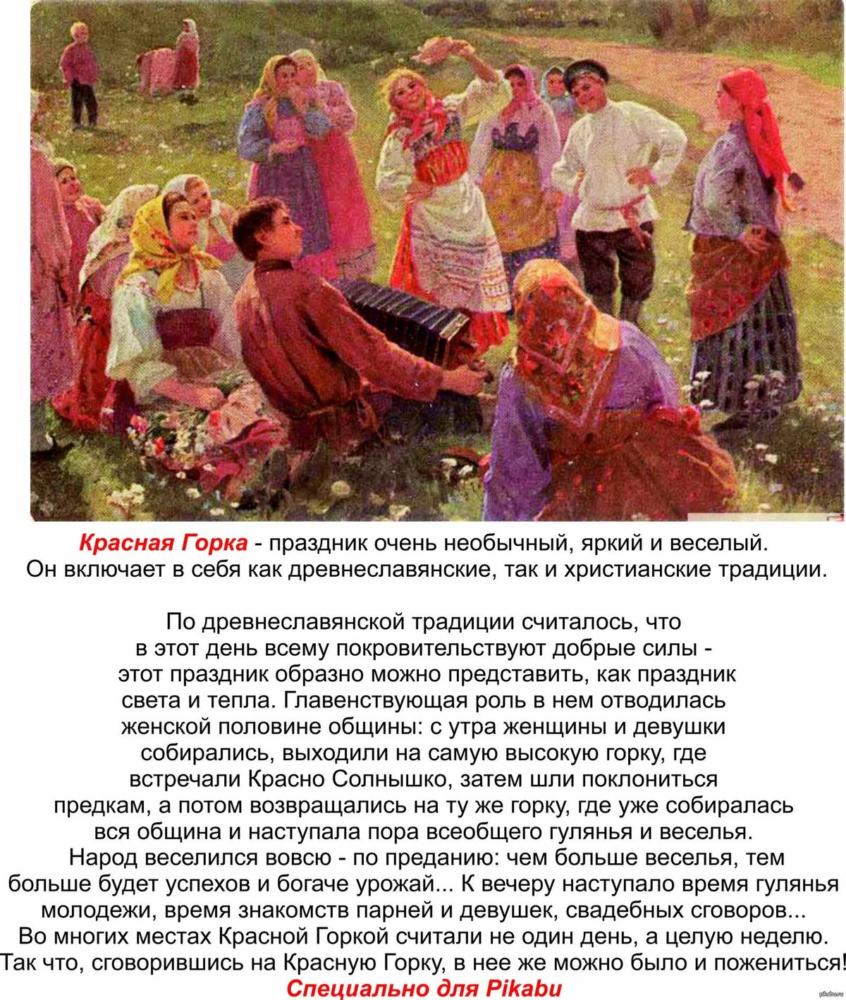 Красная Горка - праздник очень необычный, яркий и веселый.
Он включает в себя как древнеславянские, так и христианские традиции.
По древнеславянской традиции считалось, что
в этот день всему покровительствуют добрые силы -
этот праздник образно можно представить, как праздник
света и тепла. Главенствующая роль в нем отводилась
женской половине общины: с утра женщины и девушки
собирались, выходили на самую высокую горку, где
встречали Красно Солнышко, затем шли поклониться
предкам, а потом возвращались на ту же горку, где уже собиралась
вся община и наступала пора всеобщего гулянья и веселья.
Народ веселился вовсю - по преданию: чем больше веселья, тем
больше будет успехов и богаче урожай... К вечеру наступало время гулянья
молодежи, время знакомств парней и девушек, свадебных сговоров...
Во многих местах Красной Горкой считали не один день, а целую неделю.
Так что, сговорившись на Красную Горку, в нее же можно было и пожениться!
Специально для Pikabu
pikabu.ru